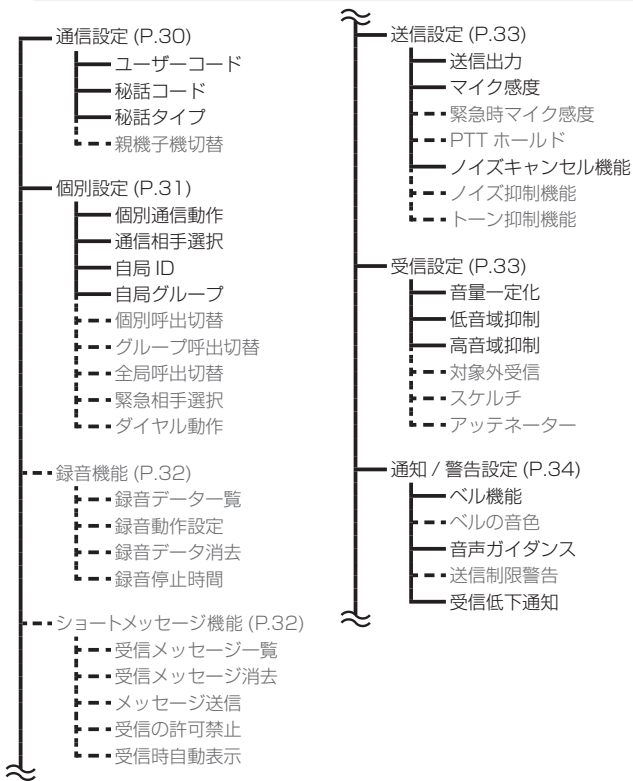 通信設定 (P.30)
ユーザーコード
秘話コード
秘話タイプ
親機子機切替
個別設定 (P.31)
個別通信動作
通信相手選択
自局 ID
自局グループ
個別呼出切替
グループ呼出切替
全局呼出切替
緊急相手選択
ダイヤル動作
録音機能 (P.32)
録音データ一覧
録音動作設定
録音データ消去
録音停止時間
ショートメッセージ機能 (P.32)
受信メッセージ一覧
受信メッセージ消去
メッセージ送信
受信の許可禁止
受信時自動表示
送信設定 (P.33)
送信出力
マイク感度
緊急時マイク感度
PTT ホールド
ノイズキャンセル機能
ノイズ抑制機能
トーン抑制機能
受信設定 (P.33)
音量一定化
低音域抑制
高音域抑制
対象外受信
スケルチ
アッテネーター
通知 / 警告設定 (P.34)
ベル機能
ベルの音色
音声ガイダンス
送信制限警告
受信低下通知